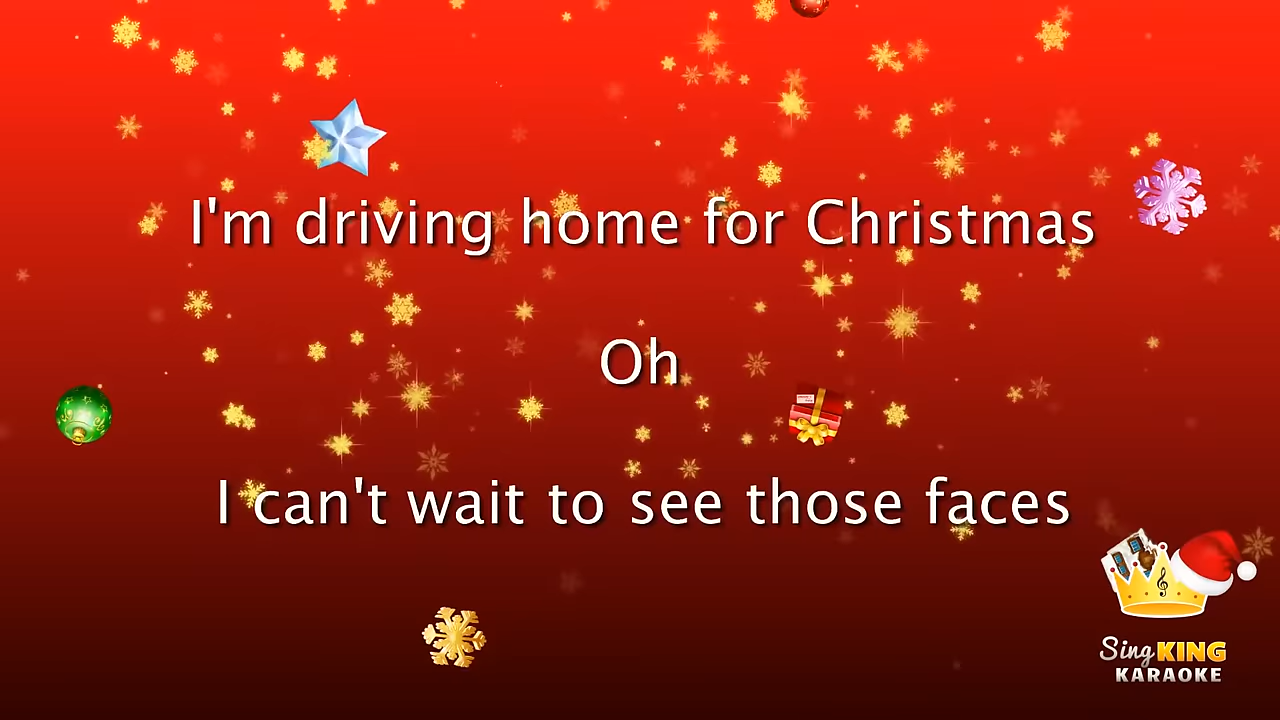 I'm driving home for Christmas
Oh
I can't wait to see those faces
Sing KING
KARAOKE